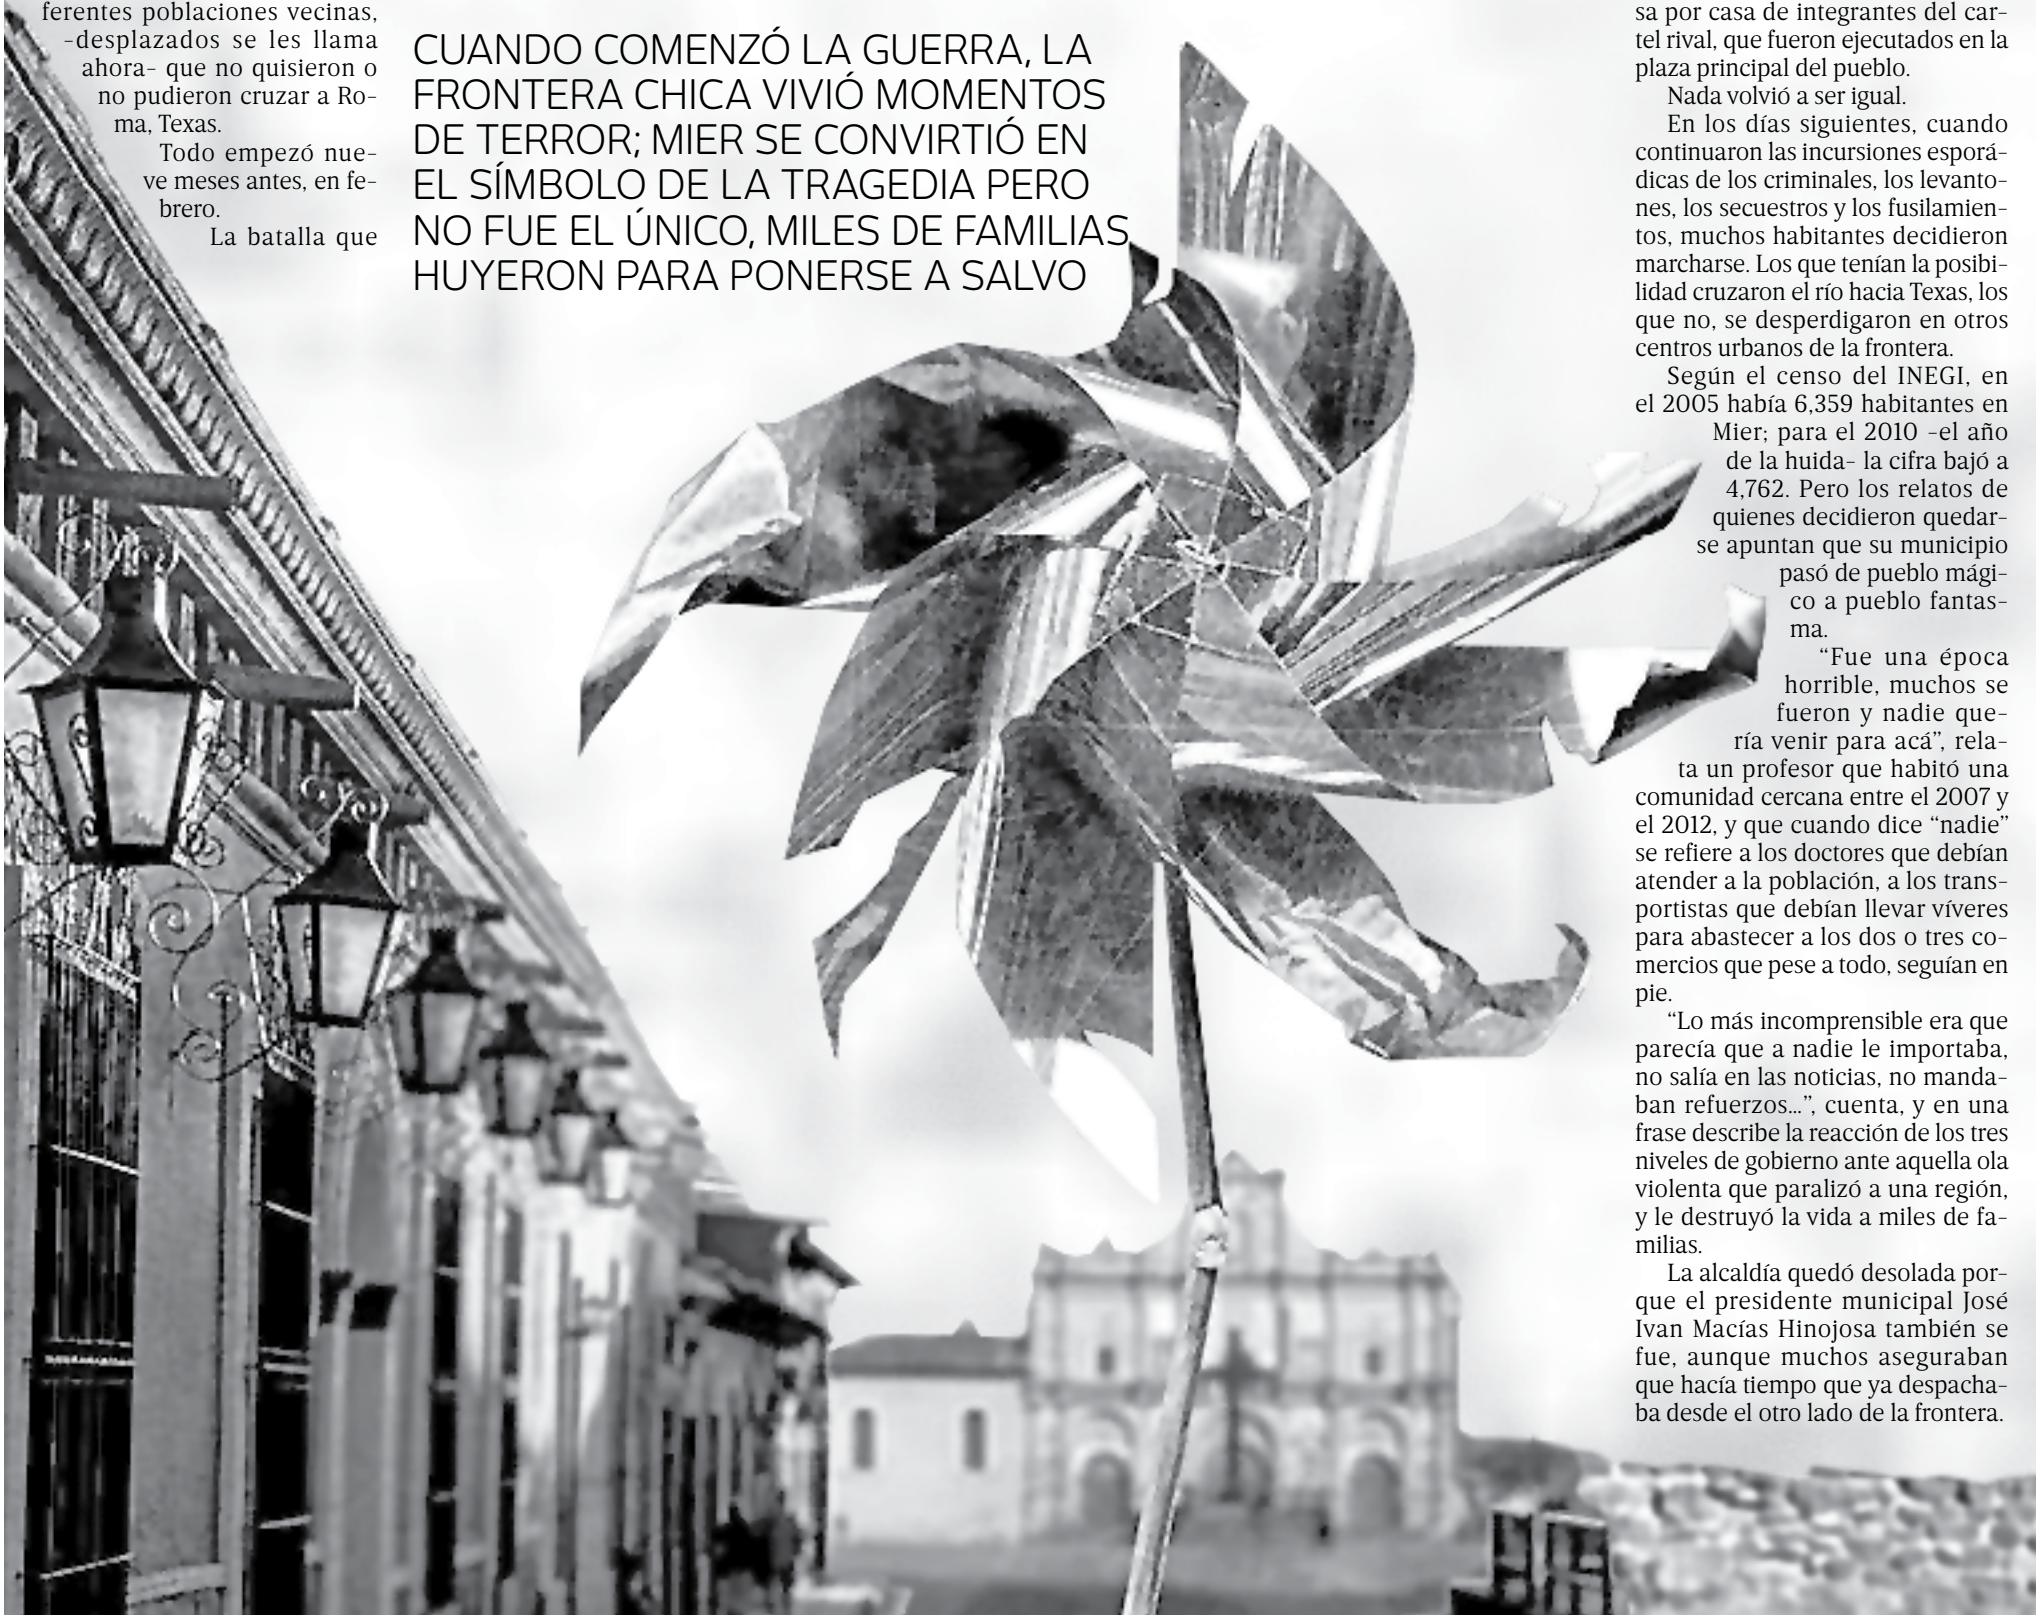 ferentes poblaciones vecinas,
-desplazados se les llama
ahora- que no quisieron o
no pudieron cruzar a Ro-
ma, Texas.
Todo empezó nue-
ve meses antes, en fe-
brero.
La batalla que
CUANDO COMENZÓ LA GUERRA, LA
FRONTERA CHICA VIVIÓ MOMENTOS
DE TERROR; MIER SE CONVIRTIÓ EN
EL SÍMBOLO DE LA TRAGEDIA PERO
NO FUE EL ÚNICO, MILES DE FAMILIAS
HUYERON PARA PONERSE A SALVO
sa por casa de integrantes del car-
tel rival, que fueron ejecutados en la
plaza principal del pueblo.
Nada volvió a ser igual.
En los días siguientes, cuando
continuaron las incursiones esporá-
dicas de los criminales, los levanto-
nes, los secuestros y los fusilamien-
tos, muchos habitantes decidieron
marcharse. Los que tenían la posibi-
lidad cruzaron el río hacia Texas, los
que no, se desperdigaron en otros
centros urbanos de la frontera.
Según el censo del INEGI, en
el 2005 había 6,359 habitantes en
Mier; para el 2010 -el año
de la huida- la cifra bajó a
4,762. Pero los relatos de
quienes decidieron quedar-
se apuntan que su municipio
pasó de pueblo mági-
co a pueblo fantas-
ma.
“Fue una época
horrible, muchos se
fueron y nadie que-
ría venir para acá”, rela-
ta un profesor que habitó una
comunidad cercana entre el 2007 y
el 2012, y que cuando dice “nadie”
se refiere a los doctores que debían
atender a la población, a los trans-
portistas que debían llevar víveres
para abastecer a los dos o tres co-
mercios que pese a todo, seguían en
pie.
“Lo más incomprensible era que
parecía que a nadie le importaba,
no salía en las noticias, no manda-
ban refuerzos...”, cuenta, y en una
frase describe la reacción de los tres
niveles de gobierno ante aquella ola
violenta que paralizó a una región,
y le destruyó la vida a miles de fa-
milias.
La alcaldía quedó desolada por-
que el presidente municipal José
Ivan Macías Hinojosa también se
fue, aunque muchos aseguraban
que hacía tiempo que ya despacha-
ba desde el otro lado de la frontera.